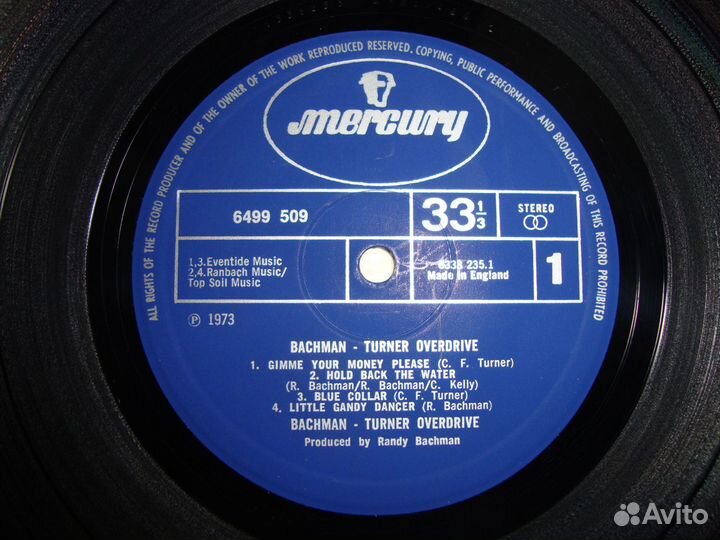 ALL RIGHTS OF THE RECORD PRODUCER AND OF THE OWNER OF THE WORK REPRODUCED RESERVED. COPYING, PUBLIC PERFORMANCE AND BROADCASTING OF THIS RECORD PROHIBITED
mercury
6499 509
33 1/3
STEREO
1,3.Eventide Music
2,4.Ranbach Music/
Top Soil Music
6338 235.1
Made in England
1
Ⓟ 1973
BACHMAN - TURNER OVERDRIVE
1. GIMME YOUR MONEY PLEASE (C. F. Turner)
2. HOLD BACK THE WATER
(R. Bachman/R. Bachman/C. Kelly)
3. BLUE COLLAR (C. F. Turner)
4. LITTLE GANDY DANCER (R. Bachman)
BACHMAN - TURNER OVERDRIVE
Produced by Randy Bachman
Avito